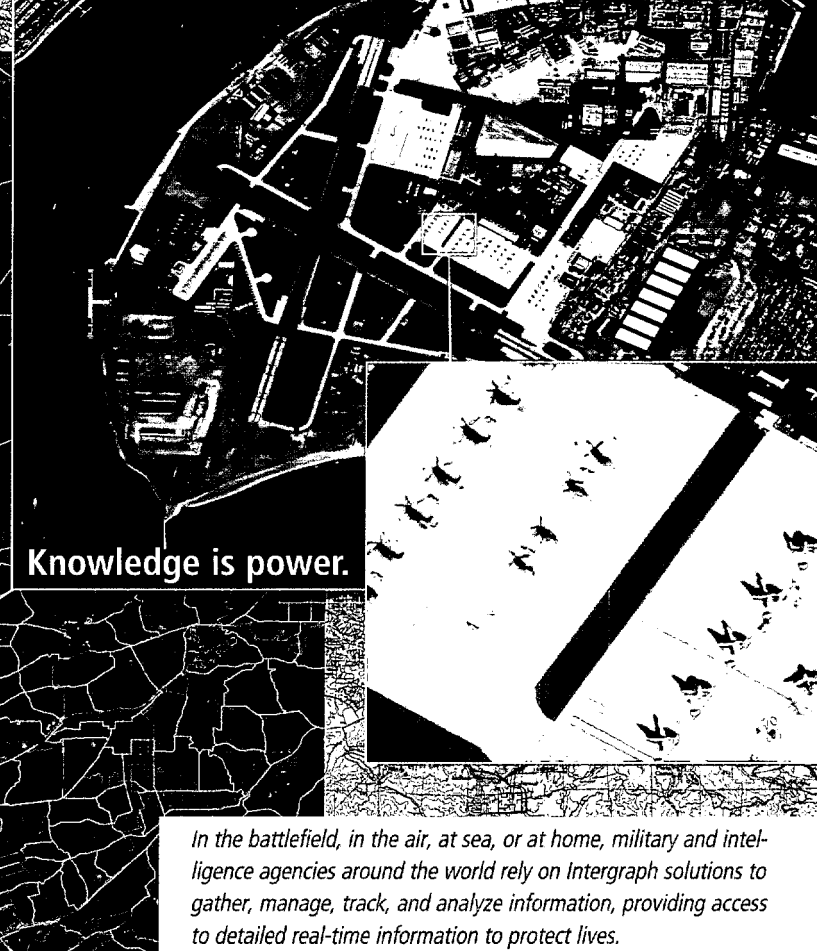 Knowledge is power.
In the battlefield, in the air, at sea, or at home, military and intel-
ligence agencies around the world rely on Intergraph solutions to
gather, manage, track, and analyze information, providing access
to detailed real-time information to protect lives.